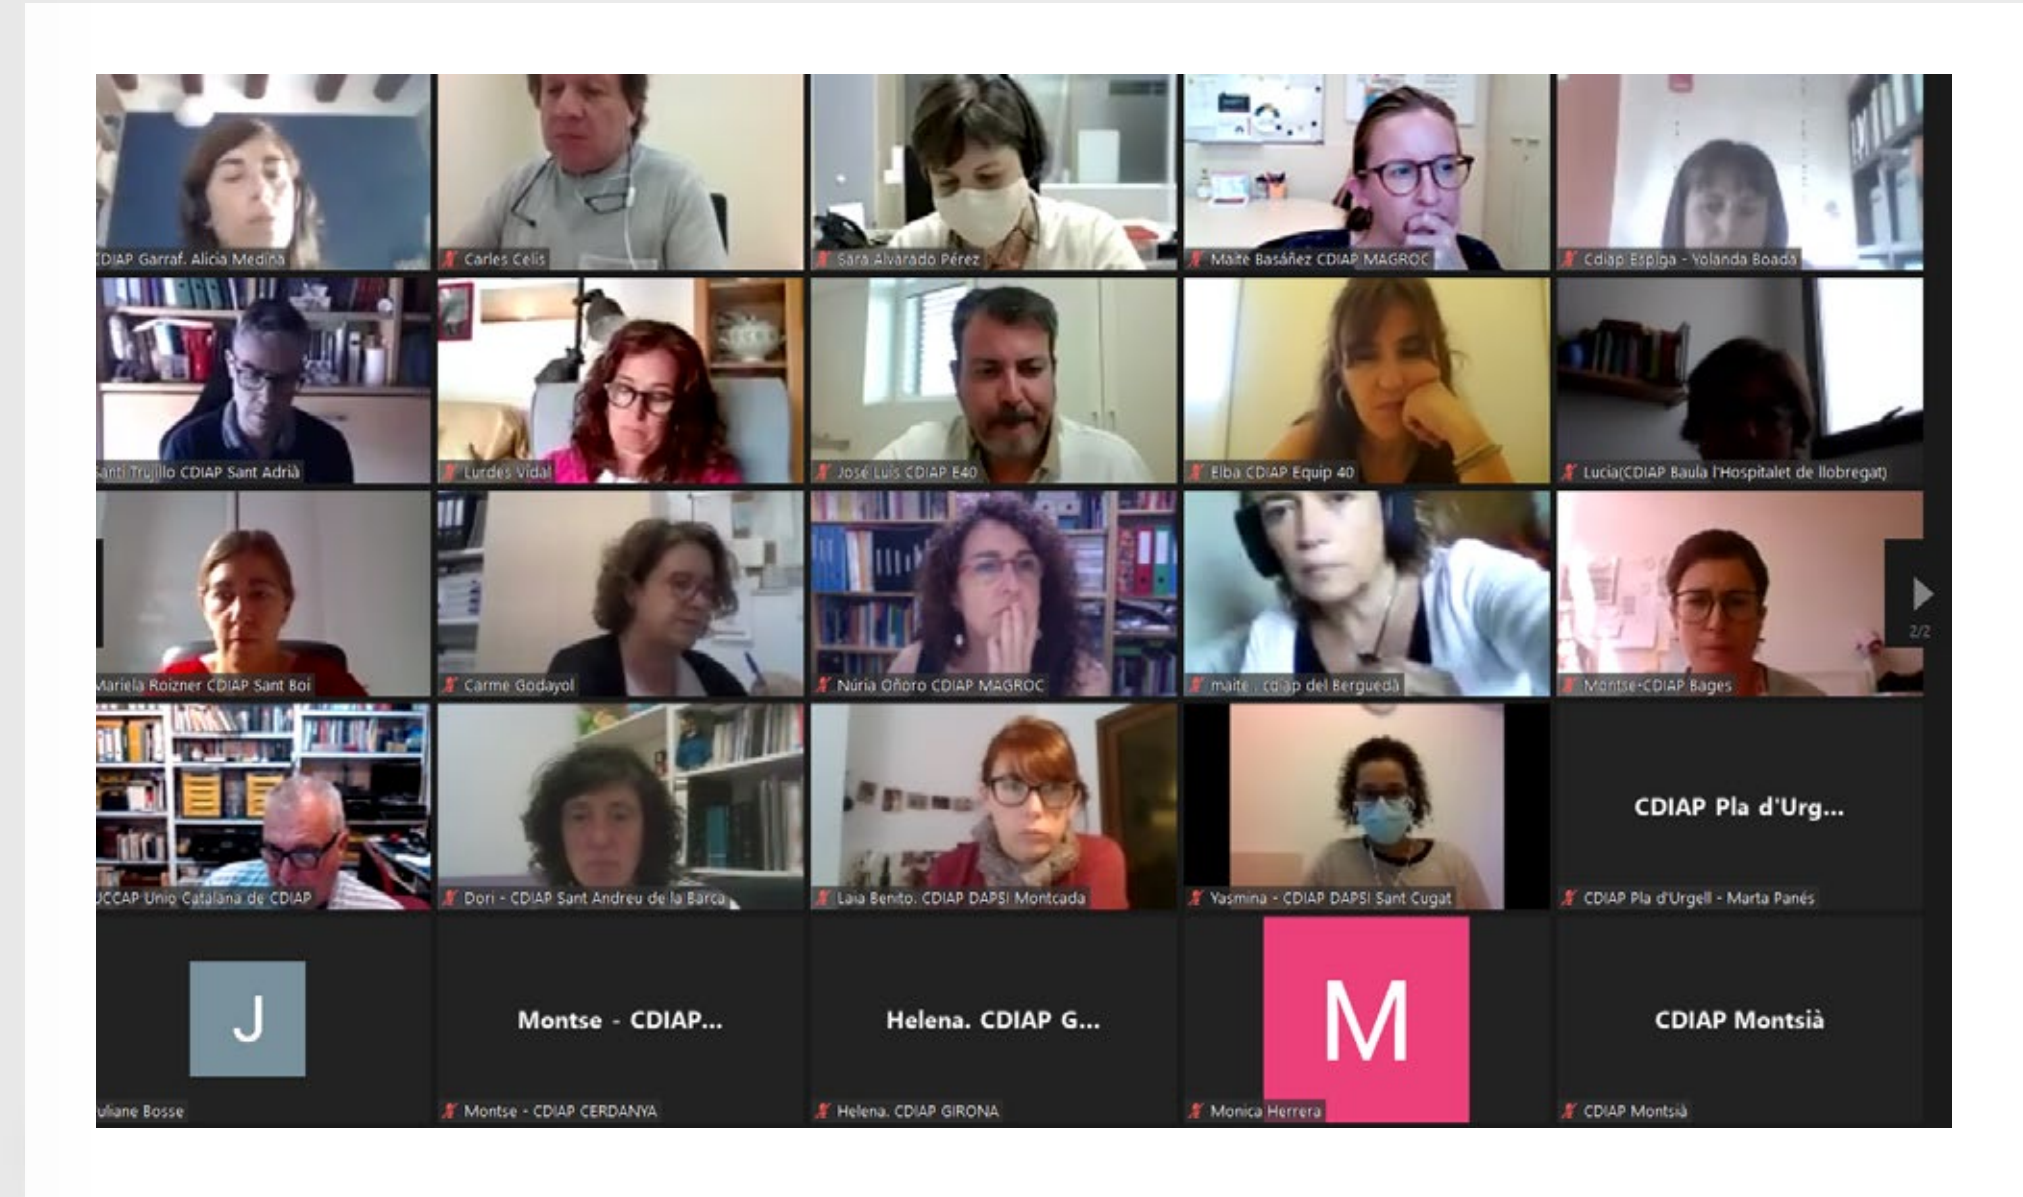 CDIAP Garraf. Alicia Medina
Carles Celis
Sara Alvarado Pérez
Maite Basáñez CDIAP MAGROC
Cdiap Espiga - Yolanda Boada
anti Trujillo CDIAP Sant Adrià
Lurdes Vidal
José Luis CDIAP E40
Elba CDIAP Equip 40
Lucia(CDIAP Baula l'Hospitalet de llobregat)
Mariela Roizner CDIAP Sant Boi
Carme Godayol
Núria Oñoro CDIAP MAGROC
maite . cdiap del Berguedà
Montse-CDIAP Bages
2/2
UCCAP Unio Catalana de CDIAP
Dori - CDIAP Sant Andreu de la Barca
Laia Benito. CDIAP DAPSI Montcada
Yasmina - CDIAP DAPSI Sant Cugat
CDIAP Pla d'Urg...
CDIAP Pla d'Urgell - Marta Panés
J
uliane Bosse
Montse - CDIAP...
Montse - CDIAP CERDANYA
Helena. CDIAP G...
Helena. CDIAP GIRONA
M
Monica Herrera
CDIAP Montsià
CDIAP Montsià